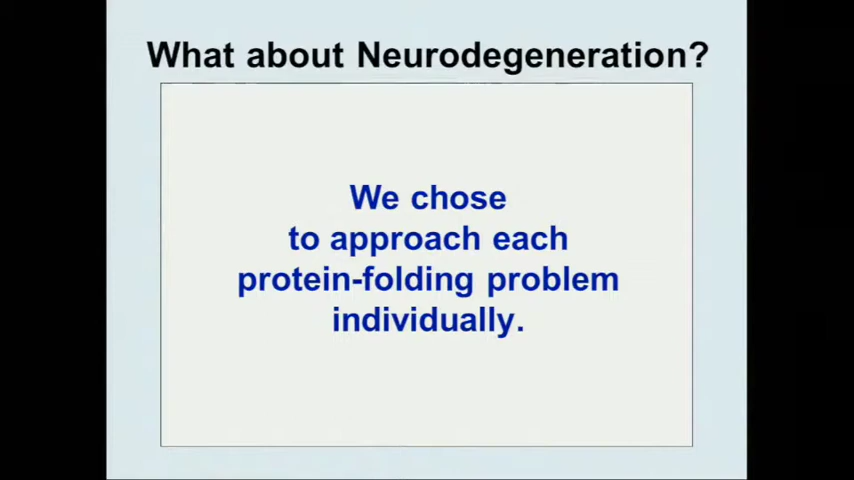 What about Neurodegeneration?
We chose
to approach each
protein-folding problem
individually.